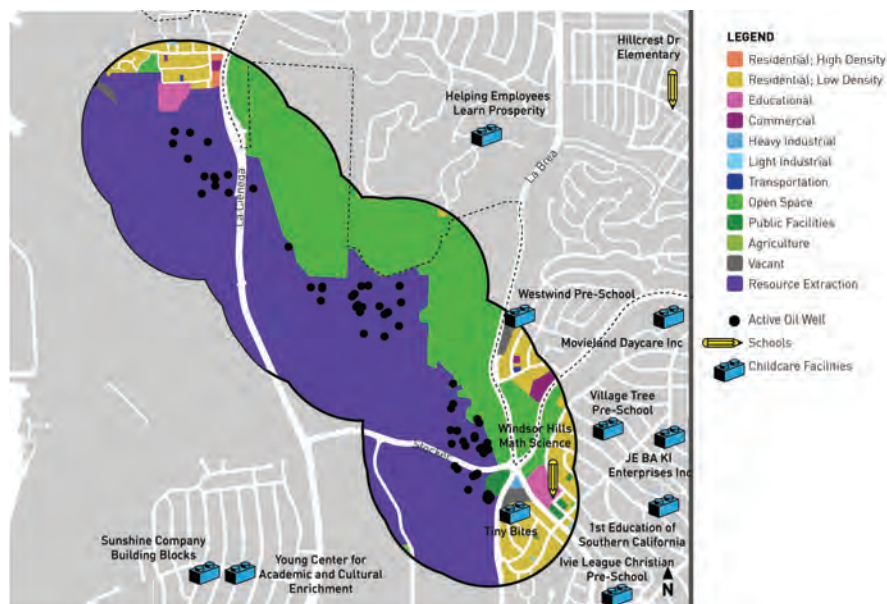 Hillcrest Dr
Elementary
Helping Employees
Learn Prosperity
La Brea
La Cienega
Westwind Pre-School
Movieland Daycare Inc
Village Tree
Pre-School
Windsor Hills
Math Science
JE BA KI
Enterprises Inc
Stocker
Tiny Bites
1st Education of
Southern California
Sunshine Company
Building Blocks
Young Center for
Academic and Cultural
Enrichment
Ivie League Christian
Pre-School
N
LEGEND
Residential; High Density
Residential; Low Density
Educational
Commercial
Heavy Industrial
Light Industrial
Transportation
Open Space
Public Facilities
Agriculture
Vacant
Resource Extraction
Active Oil Well
Schools
Childcare Facilities